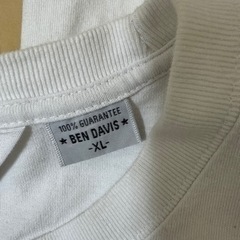 100% GUARANTEE
★ BEN DAVIS ★
-XL-